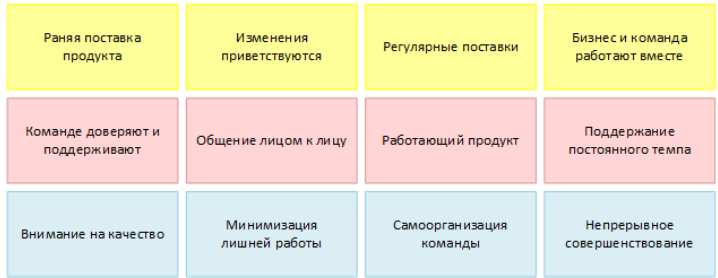 Раняя поставка
продукта
Изменения
приветствуются
Регулярные поставки
Бизнес и команда
работают вместе
Команде доверяют и
поддерживают
Общение лицом к лицу
Работающий продукт
Поддержание
постоянного темпа
Внимание на качество
Минимизация
лишней работы
Самоорганизация
команды
Непрерывное
совершенствование